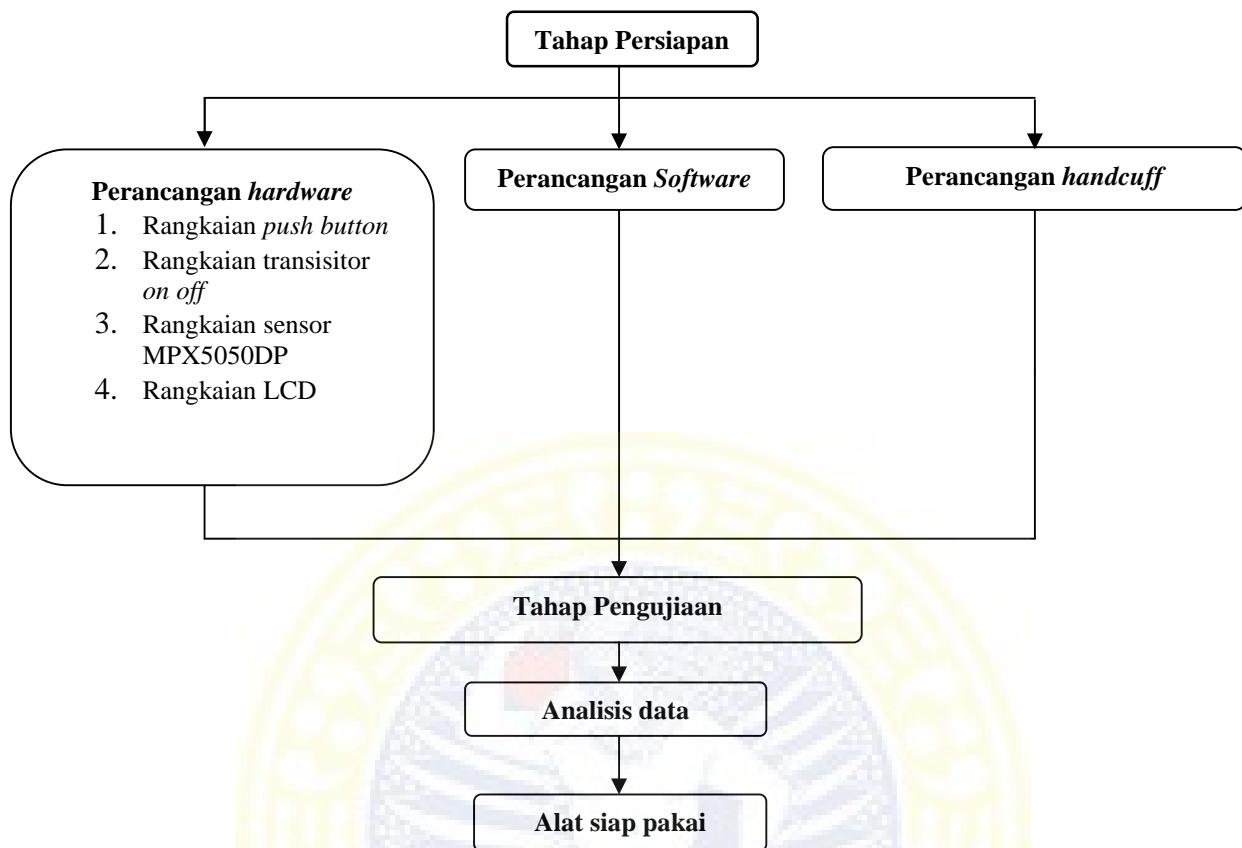 Tahap Persiapan
Perancangan hardware
1. Rangkaian push button
2. Rangkaian transisitor
on off
3. Rangkaian sensor
MPX5050DP
4. Rangkaian LCD
Perancangan Software
Perancangan handcuff
Tahap Pengujiaan
Analisis data
Alat siap pakai